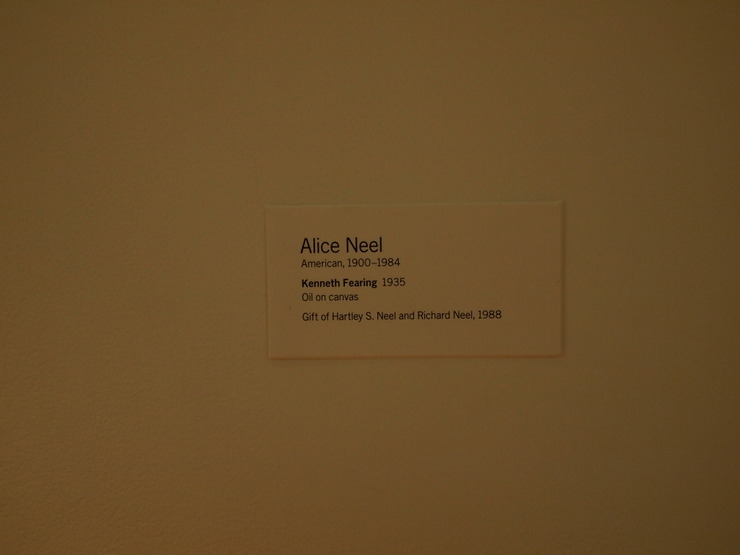 Alice Neel
American, 1900–1984
Kenneth Fearing 1935
Oil on canvas
Gift of Hartley S. Neel and Richard Neel, 1988